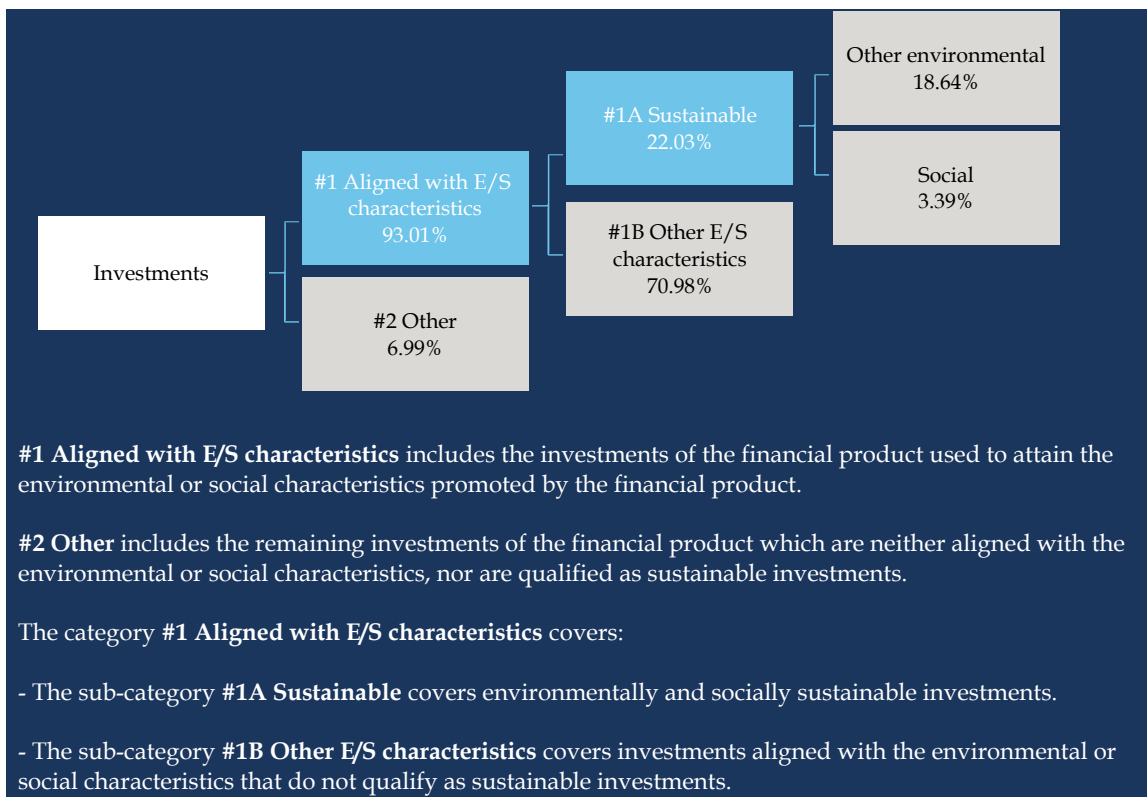 Other environmental
18.64%
#1A Sustainable
22.03%
#1 Aligned with E/S
characteristics
93.01%
Social
3.39%
#1B Other E/S
characteristics
70.98%
Investments
#2 Other
6.99%
#1 Aligned with E/S characteristics includes the investments of the financial product used to attain the
environmental or social characteristics promoted by the financial product.
#2 Other includes the remaining investments of the financial product which are neither aligned with the
environmental or social characteristics, nor are qualified as sustainable investments.
The category #1 Aligned with E/S characteristics covers:
- The sub-category #1A Sustainable covers environmentally and socially sustainable investments.
- The sub-category #1B Other E/S characteristics covers investments aligned with the environmental or
social characteristics that do not qualify as sustainable investments.